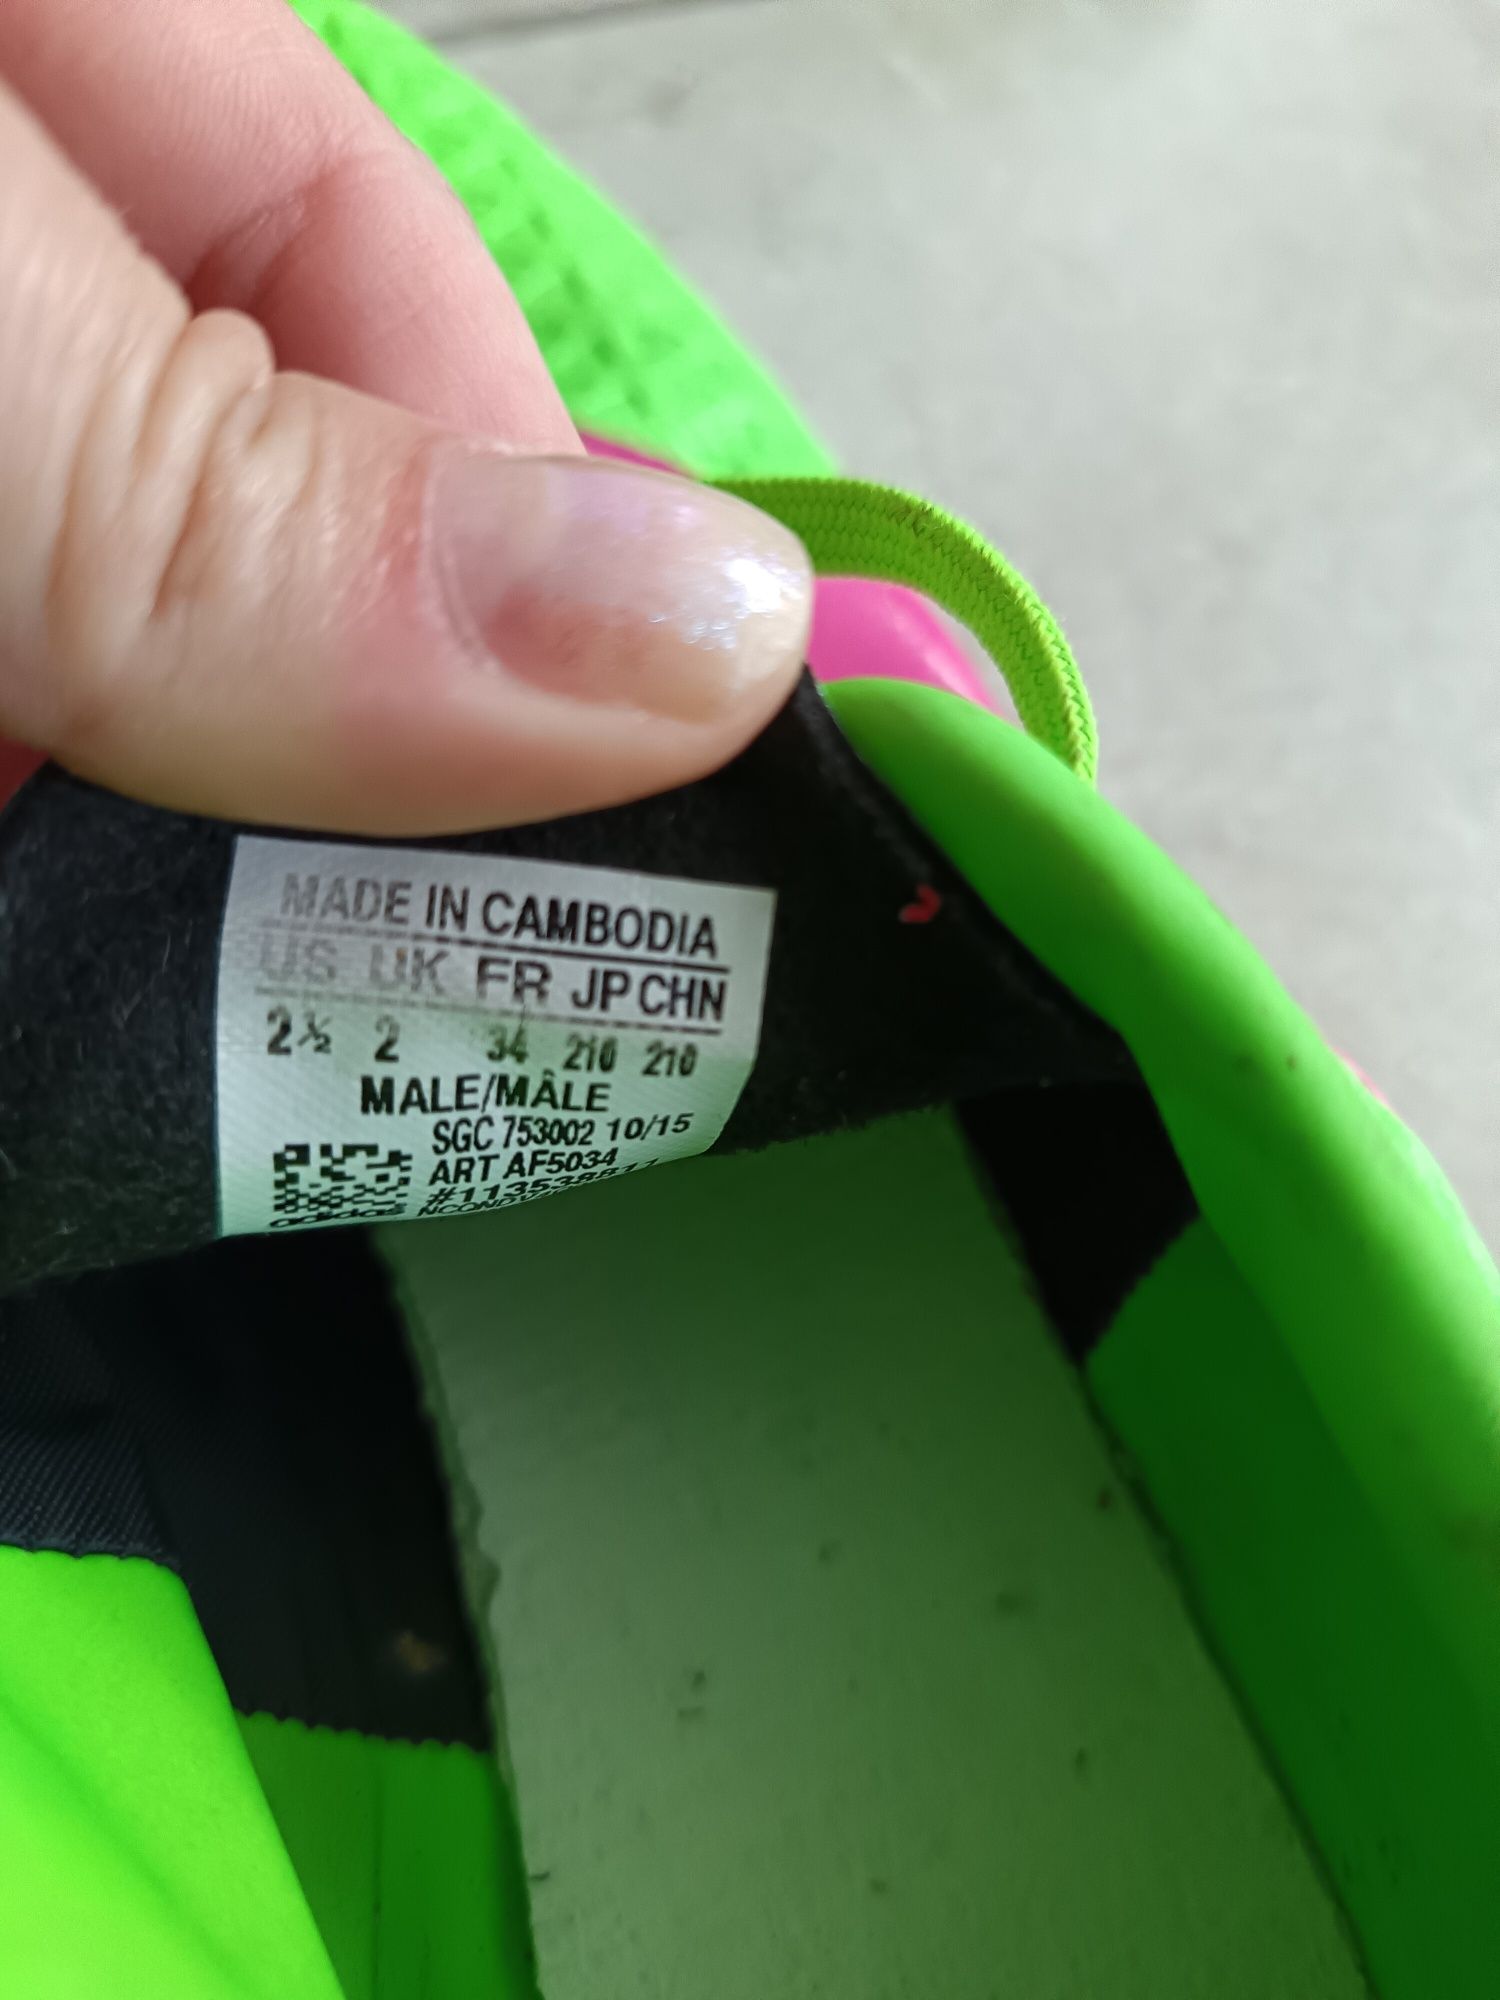 MADE IN CAMBODIA
US UK FR JP CHN
2½ 2 34 210 210
MALE/MÂLE
SGC 753002 10/15
ART AF5034
adidas